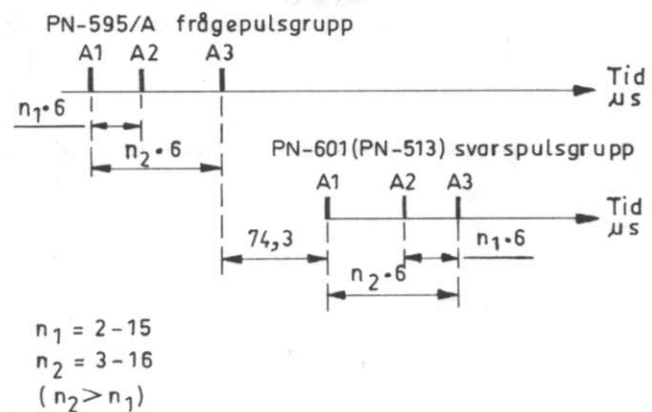 PN-595/A frågepulsgrupp
A1 A2 A3
Tid
μs
n₁•6
n₂•6
PN-601(PN-513) svarspulsgrupp
A1 A2 A3
Tid
μs
74,3
n₁•6
n₂•6
n₁ = 2-15
n₂ = 3-16
(n₂>n₁)